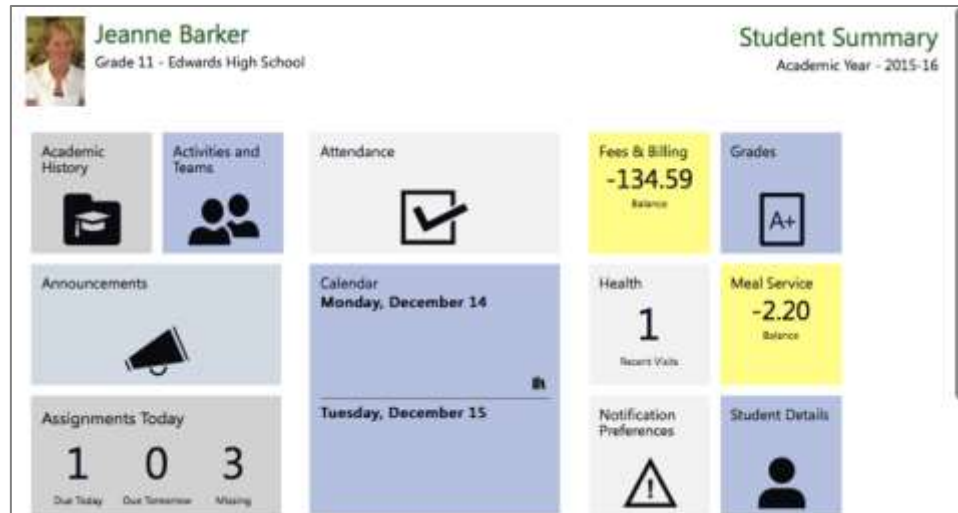 Jeanne Barker
Grade 11 - Edwards High School
Student Summary
Academic Year - 2015-16
Academic
History
Activities and
Teams
Attendance
Fees & Billing
-134.59
Balance
Grades
A+
Announcements
Calendar
Monday, December 14
Tuesday, December 15
Health
1
Recent Visits
Meal Service
-2.20
Balance
Assignments Today
1 0 3
Due Today Due Tomorrow Missing
Notification
Preferences
Student Details